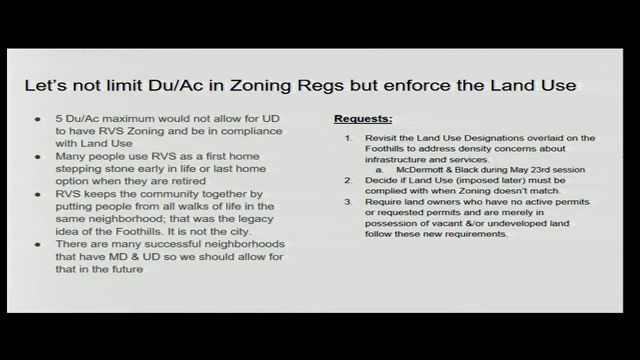 Let's not limit Du/Ac in Zoning Regs but enforce the Land Use
● 5 Du/Ac maximum would not allow for UD
to have RVS Zoning and be in compliance
with Land Use
● Many people use RVS as a first home
stepping stone early in life or last home
option when they are retired
● RVS keeps the community together by
putting people from all walks of life in the
same neighborhood; that was the legacy
idea of the Foothills. It is not the city.
● There are many successful neighborhoods
that have MD & UD so we should allow for
that in the future
Requests:
1. Revisit the Land Use Designations overlaid on the
Foothills to address density concerns about
infrastructure and services.
a. McDermott & Black during May 23rd session
2. Decide if Land Use (imposed later) must be
complied with when Zoning doesn't match.
3. Require land owners who have no active permits
or requested permits and are merely in
possession of vacant &/or undeveloped land
follow these new requirements.